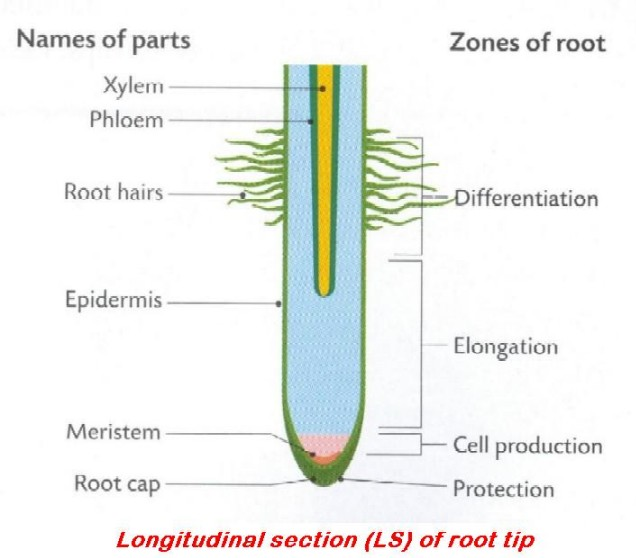 Names of parts
Zones of root
Xylem
Phloem
Root hairs
Differentiation
Epidermis
Elongation
Meristem
Cell production
Root cap
Protection
Longitudinal section (LS) of root tip